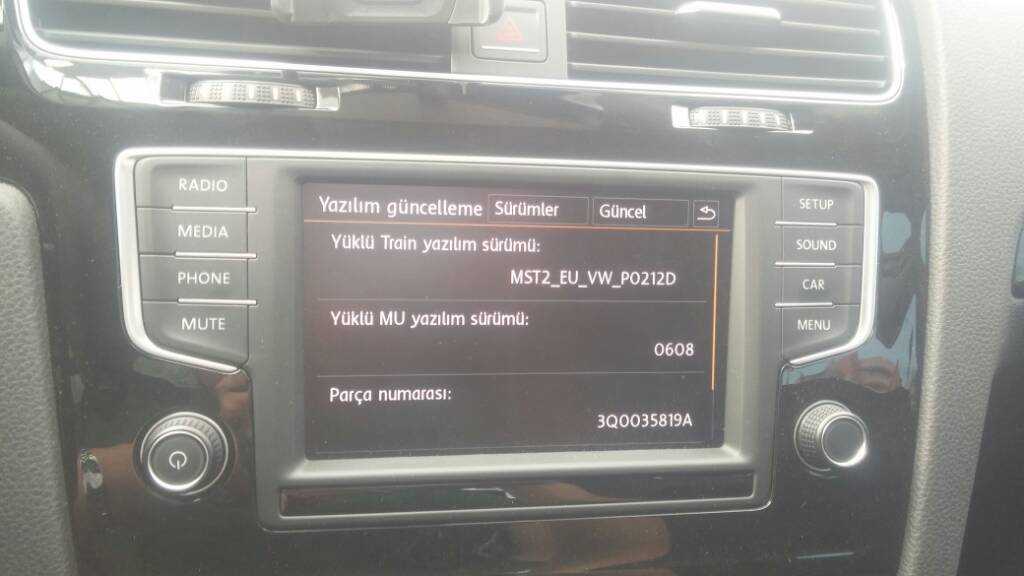 RADIO
MEDIA
PHONE
MUTE
Yazılım güncelleme Sürümler Güncel
Yüklü Train yazılım sürümü:
MST2_EU_VW_P0212D
Yüklü MU yazılım sürümü:
0608
Parça numarası:
3Q0035819A
SETUP
SOUND
CAR
MENU